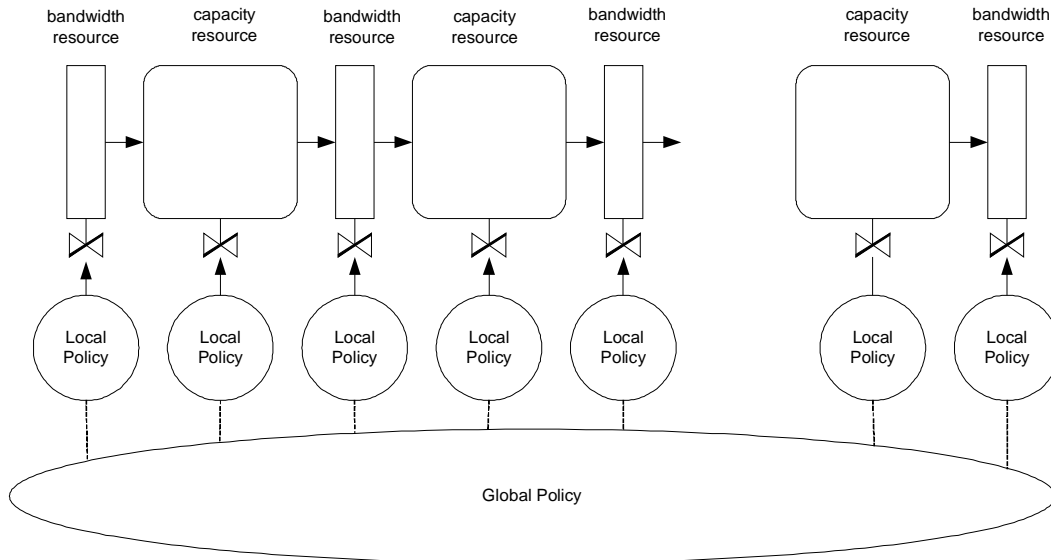 bandwidth
resource
capacity
resource
bandwidth
resource
capacity
resource
bandwidth
resource
capacity
resource
bandwidth
resource
Local
Policy
Local
Policy
Local
Policy
Local
Policy
Local
Policy
Local
Policy
Local
Policy
Global Policy